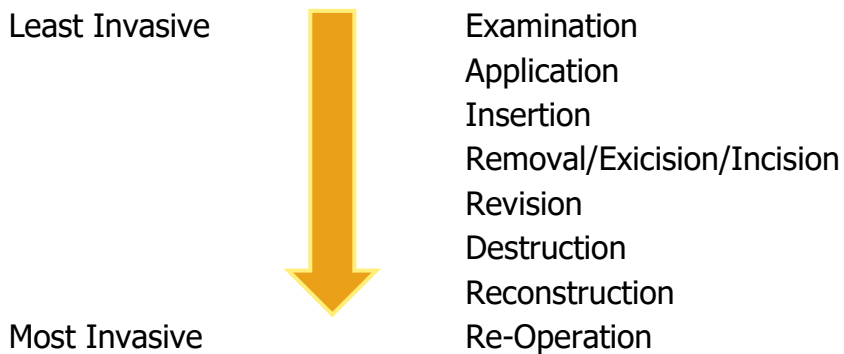 Least Invasive Examination
Application
Insertion
Removal/Exicision/Incision
Revision
Destruction
Reconstruction
Most Invasive Re-Operation